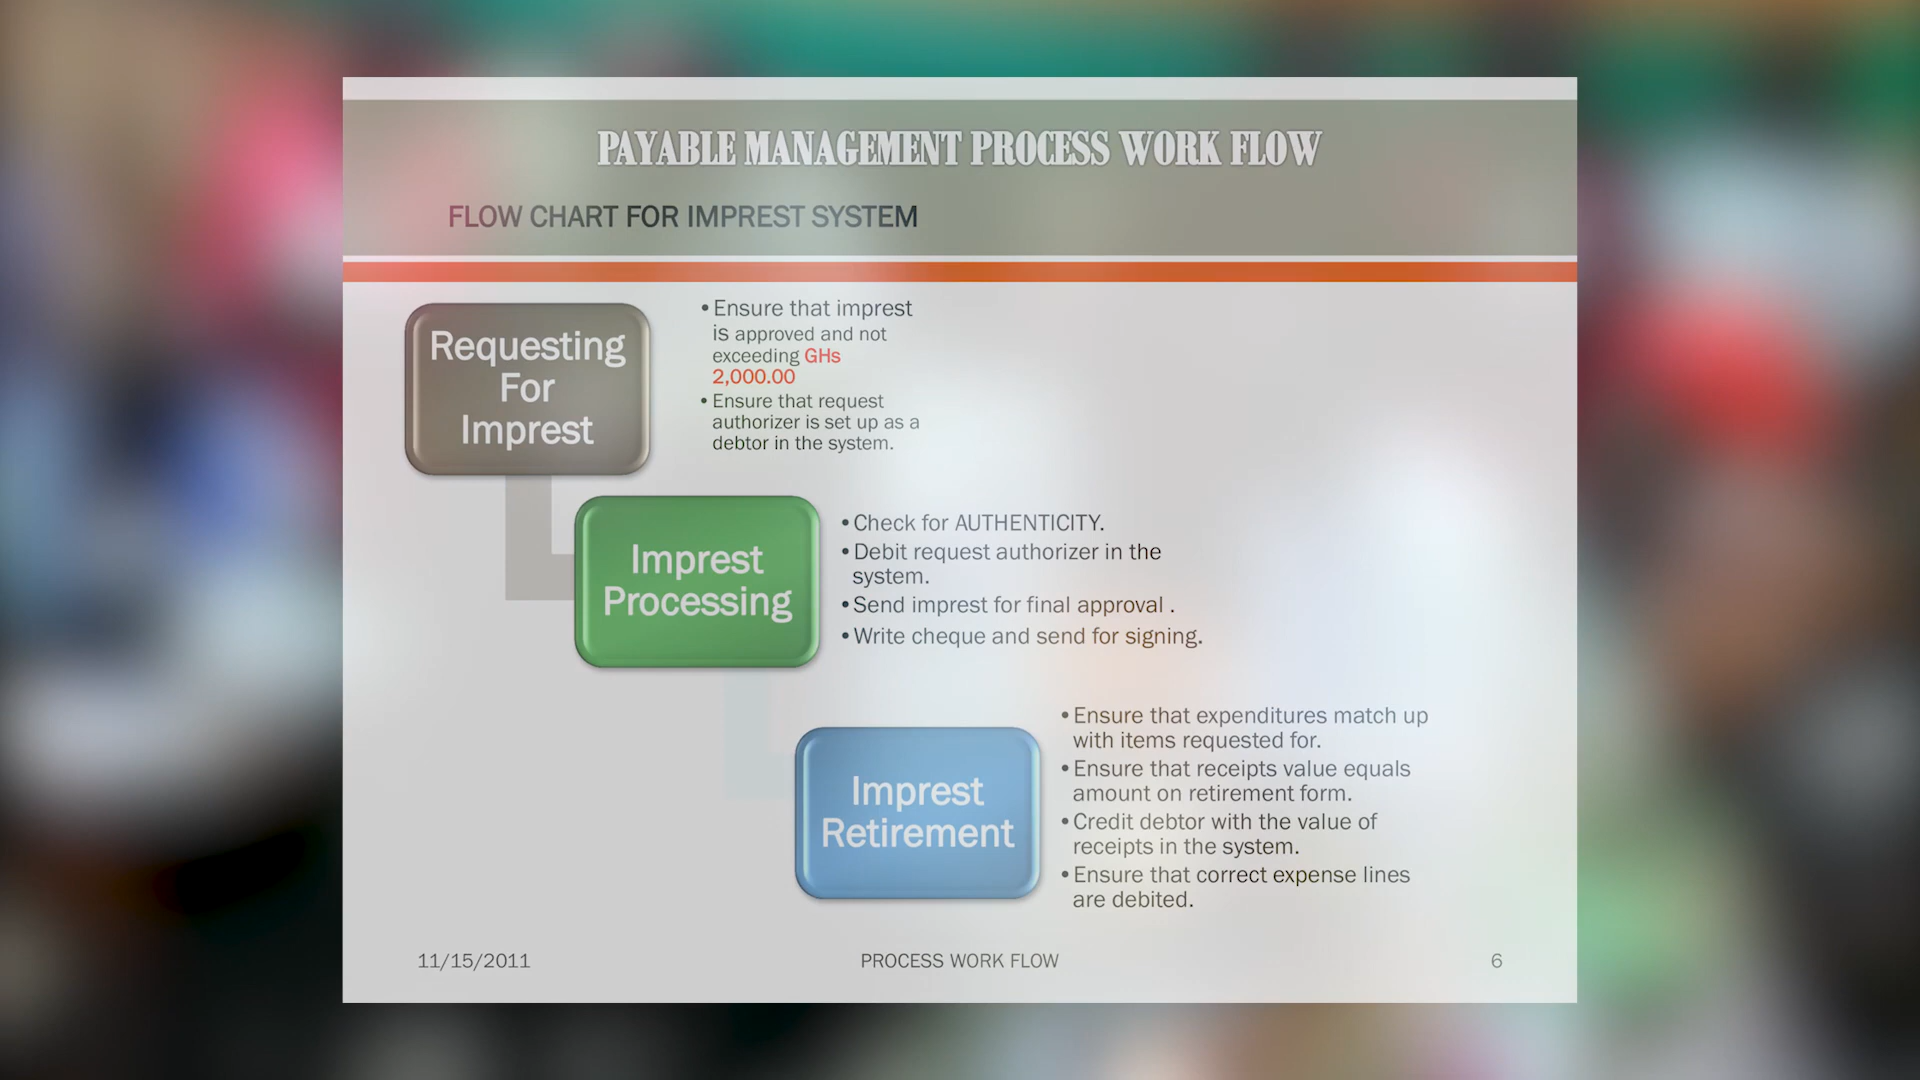 PAYABLE MANAGEMENT PROCESS WORK FLOW
FLOW CHART FOR IMPREST SYSTEM
Requesting
For
Imprest
• Ensure that imprest
is approved and not
exceeding GHs
2,000.00
• Ensure that request
authorizer is set up as a
debtor in the system.
Imprest
Processing
• Check for AUTHENTICITY.
• Debit request authorizer in the
system.
• Send imprest for final approval .
• Write cheque and send for signing.
Imprest
Retirement
• Ensure that expenditures match up
with items requested for.
• Ensure that receipts value equals
amount on retirement form.
• Credit debtor with the value of
receipts in the system.
• Ensure that correct expense lines
are debited.
11/15/2011
PROCESS WORK FLOW
6